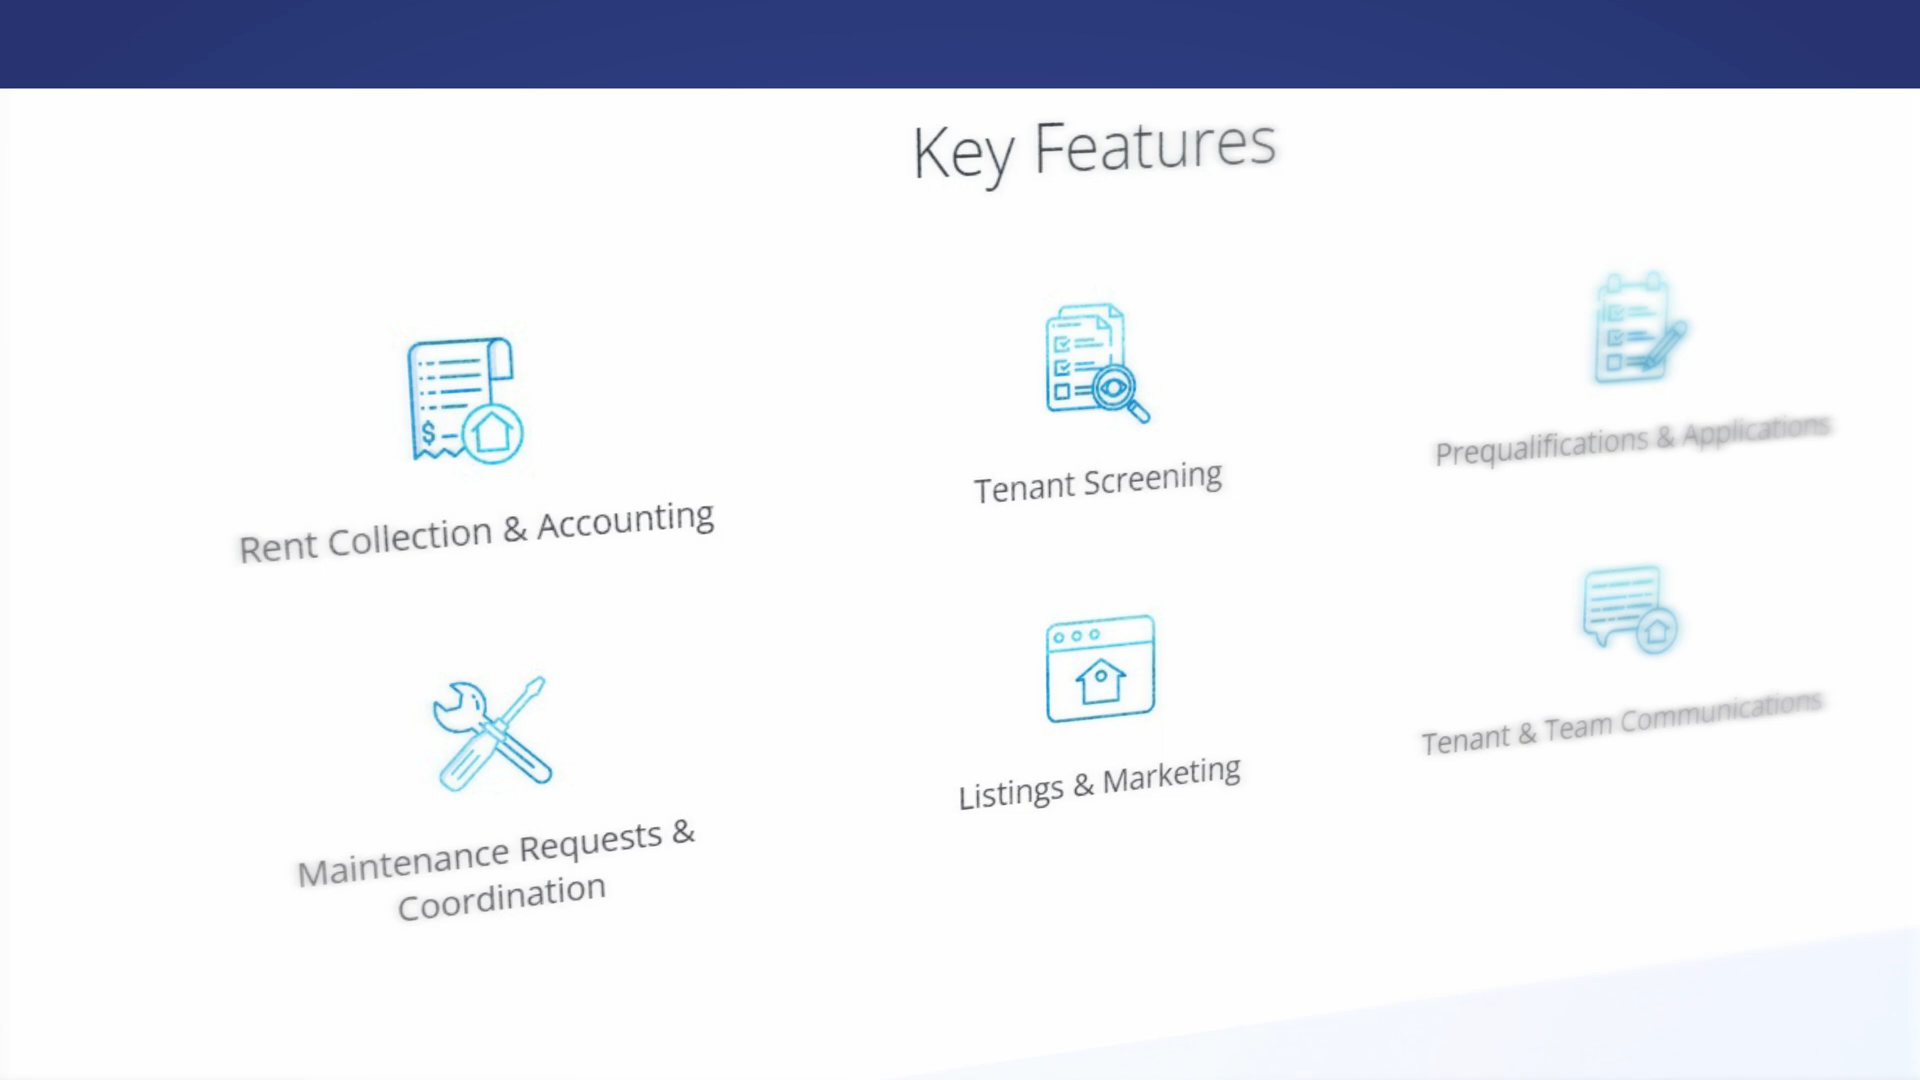 Key Features
Rent Collection & Accounting
Tenant Screening
Prequalifications & Applications
Maintenance Requests &
Coordination
Listings & Marketing
Tenant & Team Communications